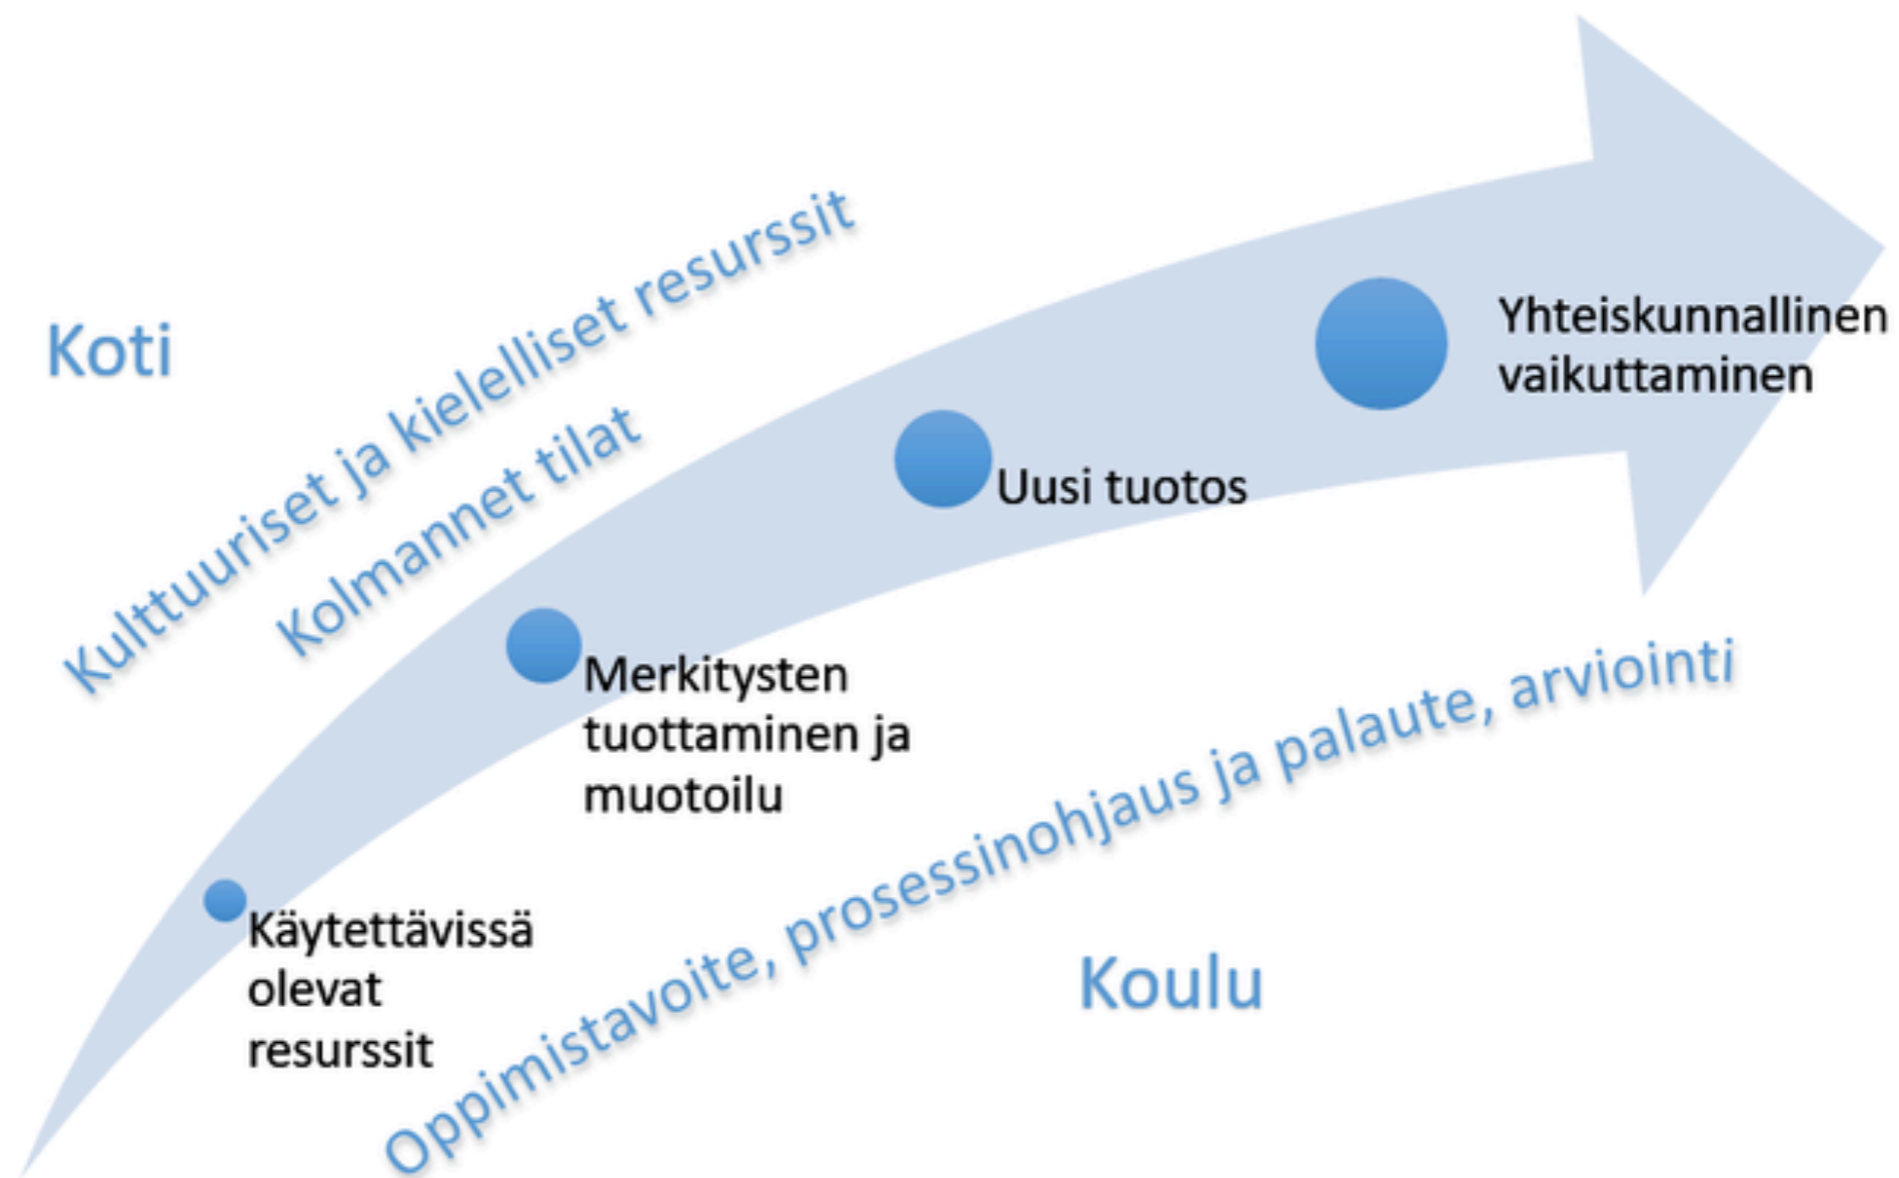 Koti
Kulttuuriset ja kielelliset resurssit
Kolmannet tilat
Yhteiskunnallinen
vaikuttaminen
Uusi tuotos
Merkitysten
tuottaminen ja
muotoilu
Käytettävissä
olevat
resurssit
Oppimistavoite, prosessinohjaus ja palaute, arviointi
Koulu